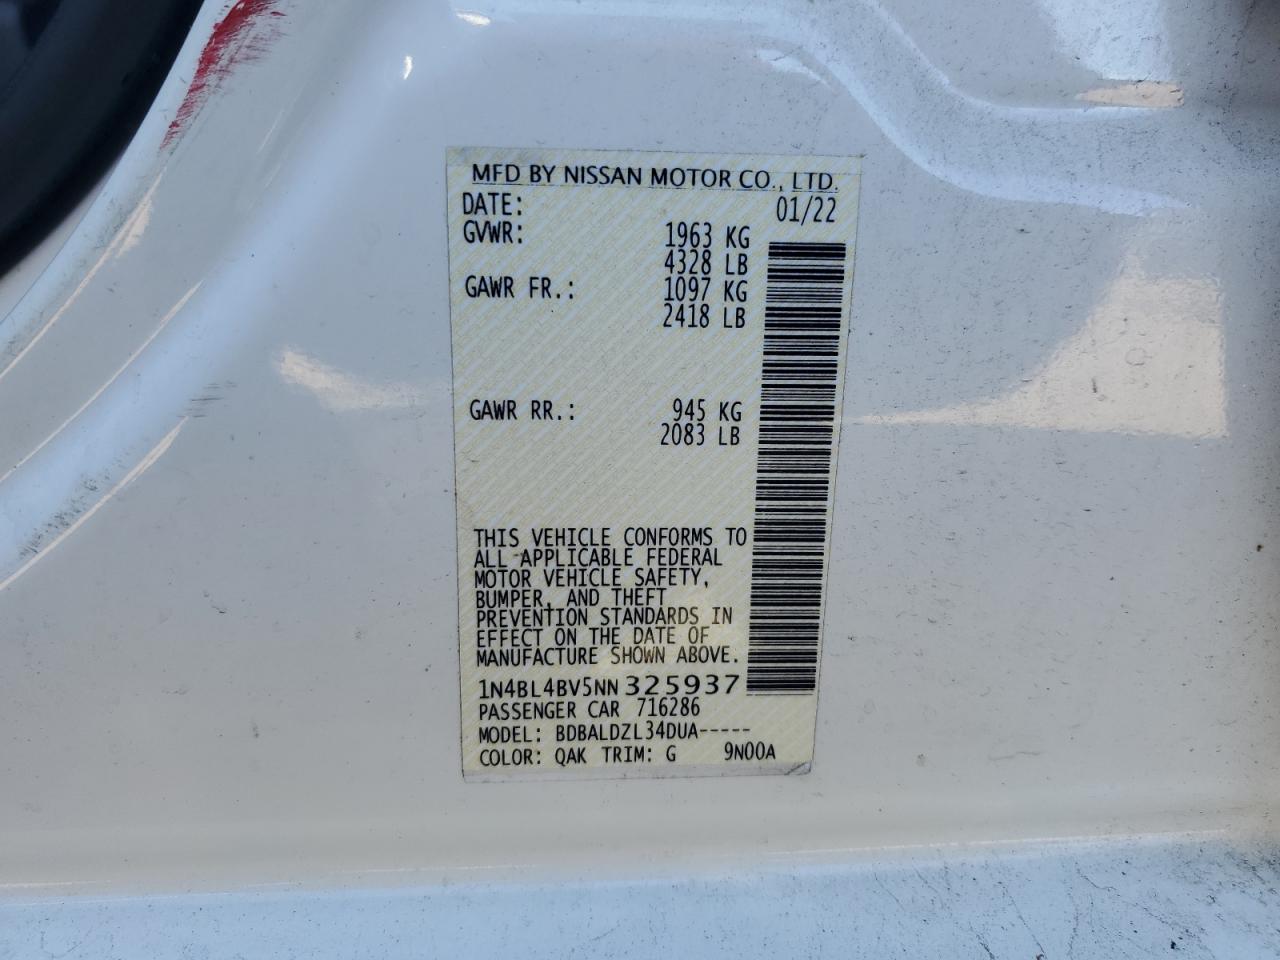 MFD BY NISSAN MOTOR CO., LTD.
DATE: 01/22
GVWR: 1963 KG
4328 LB
GAWR FR.: 1097 KG
2418 LB
GAWR RR.: 945 KG
2083 LB
THIS VEHICLE CONFORMS TO
ALL APPLICABLE FEDERAL
MOTOR VEHICLE SAFETY,
BUMPER, AND THEFT
PREVENTION STANDARDS IN
EFFECT ON THE DATE OF
MANUFACTURE SHOWN ABOVE.
1N4BL4BV5NN325937
PASSENGER CAR 716286
MODEL: BDBALDZL34DUA-----
COLOR: QAK TRIM: G 9N00A